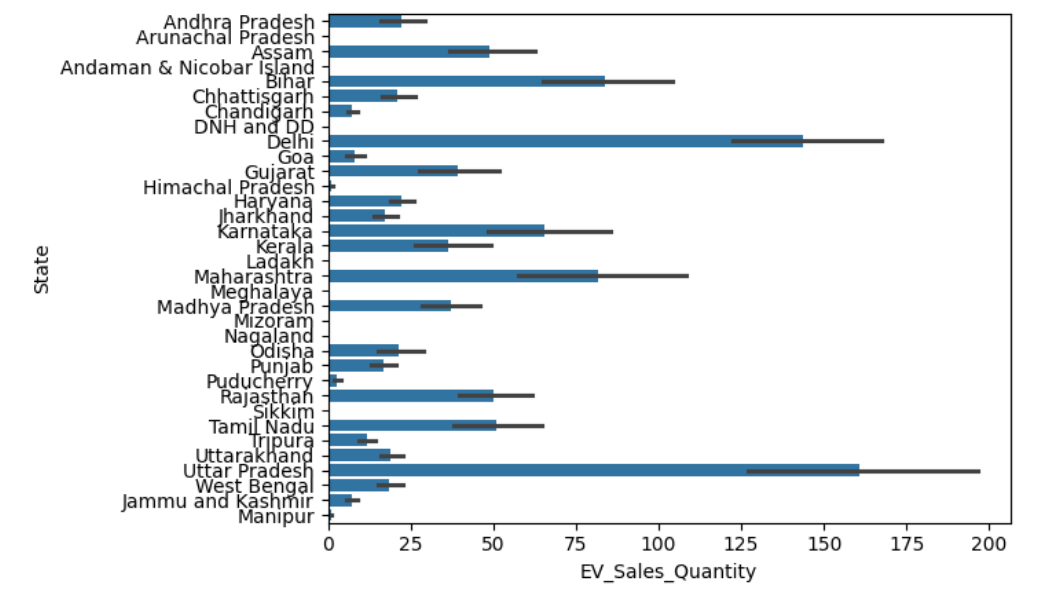 Andhra Pradesh
Arunachal Pradesh
Assam
Andaman & Nicobar Island
Bihar
Chhattisgarh
Chandigarh
DNH and DD
Delhi
Goa
Gujarat
Himachal Pradesh
Haryana
Jharkhand
Karnataka
Kerala
Ladakh
Maharashtra
Meghalaya
Madhya Pradesh
Mizoram
Nagaland
Odisha
Punjab
Puducherry
Rajasthan
Sikkim
Tamil Nadu
Tripura
Uttarakhand
Uttar Pradesh
West Bengal
Jammu and Kashmir
Manipur
State
0 25 50 75 100 125 150 175 200
EV_Sales_Quantity